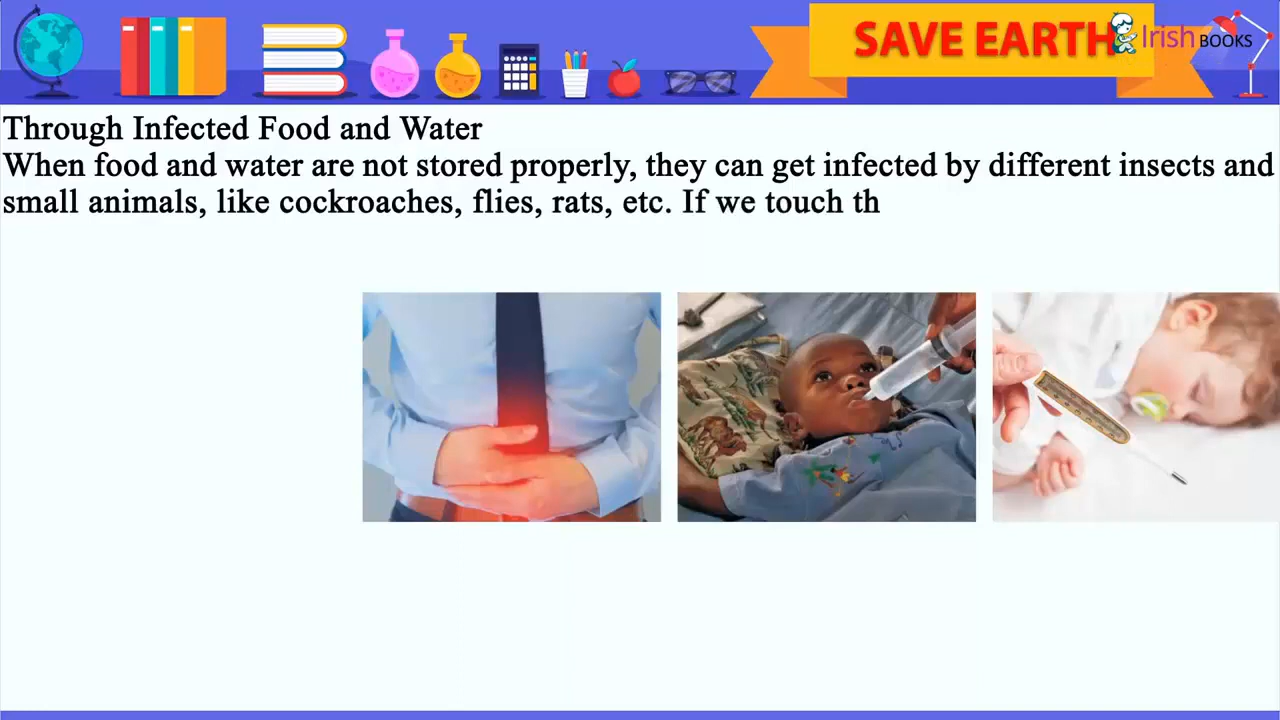 SAVE EARTH
Irish BOOKS
Through Infected Food and Water
When food and water are not stored properly, they can get infected by different insects and
small animals, like cockroaches, flies, rats, etc. If we touch th